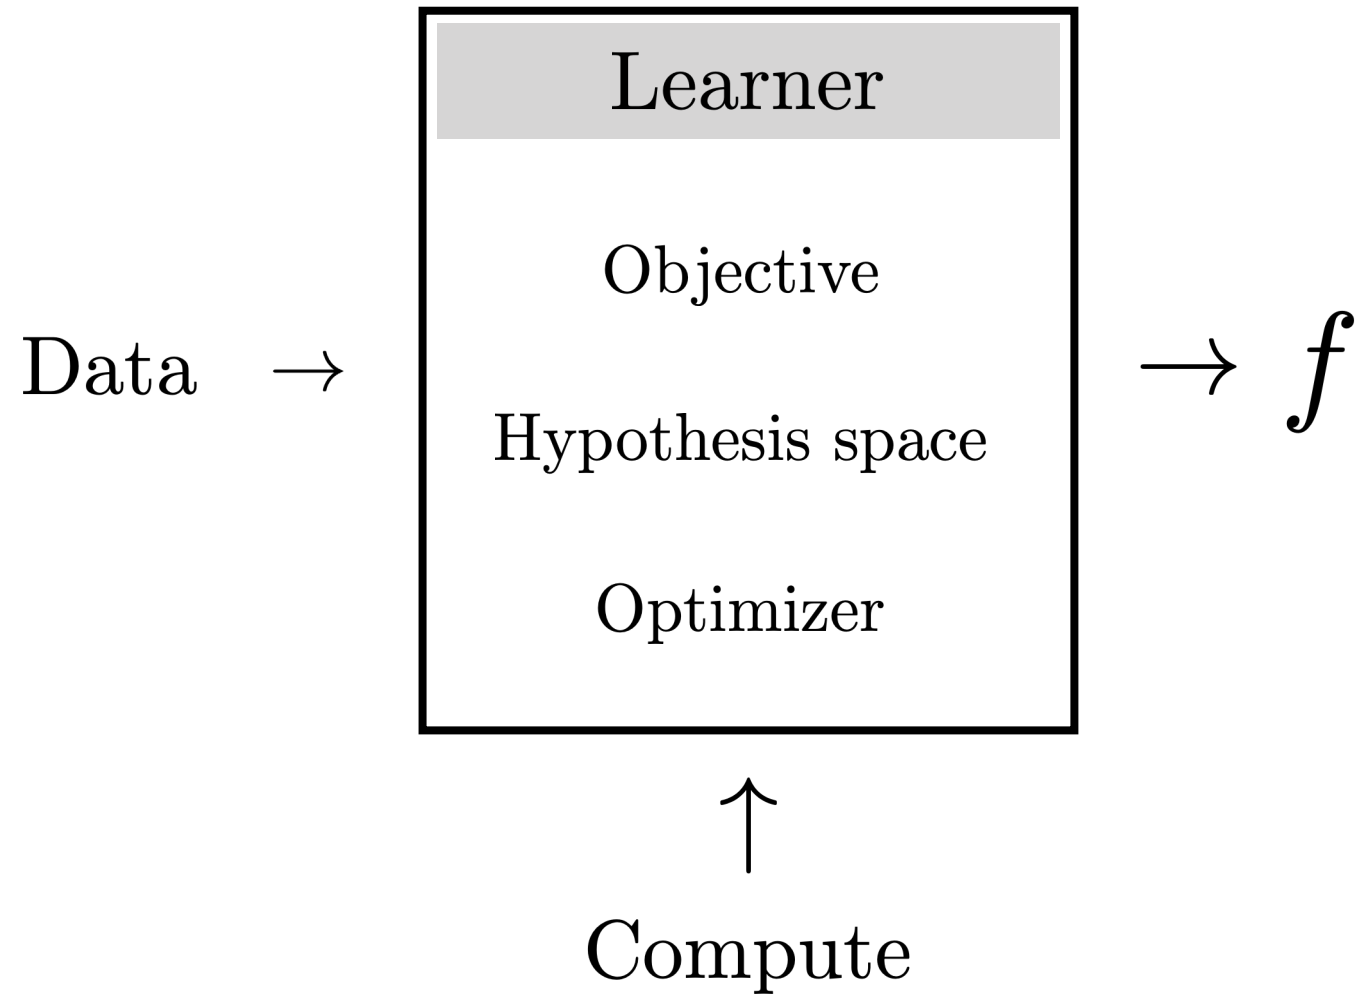 Learner
Objective
Data → → f
Hypothesis space
Optimizer
↑
Compute